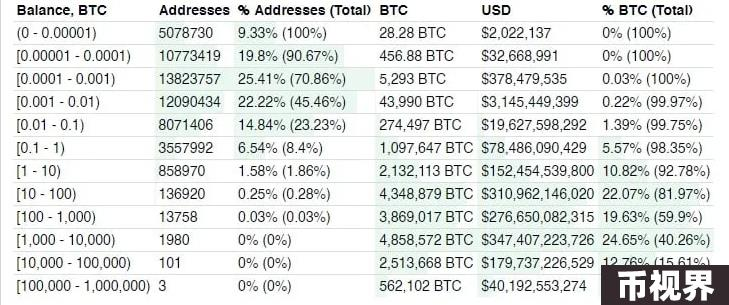 Balance, BTC Addresses % Addresses (Total) BTC USD % BTC (Total)
(0 - 0.00001) 5078730 9.33% (100%) 28.28 BTC $2,022,137 0% (100%)
[0.00001 - 0.0001) 10773419 19.8% (90.67%) 456.88 BTC $32,668,991 0% (100%)
[0.0001 - 0.001) 13823757 25.41% (70.86%) 5,293 BTC $378,479,535 0.03% (100%)
[0.001 - 0.01) 12090434 22.22% (45.46%) 43,990 BTC $3,145,449,399 0.22% (99.97%)
[0.01 - 0.1) 8071406 14.84% (23.23%) 274,497 BTC $19,627,598,292 1.39% (99.75%)
[0.1 - 1) 3557992 6.54% (8.4%) 1,097,647 BTC $78,486,090,429 5.57% (98.35%)
[1 - 10) 858970 1.58% (1.86%) 2,132,113 BTC $152,454,539,800 10.82% (92.78%)
[10 - 100) 136920 0.25% (0.28%) 4,348,879 BTC $310,962,146,020 22.07% (81.97%)
[100 - 1,000) 13758 0.03% (0.03%) 3,869,017 BTC $276,650,082,315 19.63% (59.9%)
[1,000 - 10,000) 1980 0% (0%) 4,858,572 BTC $347,407,223,726 24.65% (40.26%)
[10,000 - 100,000) 101 0% (0%) 2,513,668 BTC $179,737,226,529 12.76% (15.61%)
[100,000 - 1,000,000) 3 0% (0%) 562,102 BTC $40,192,553,274
币视界